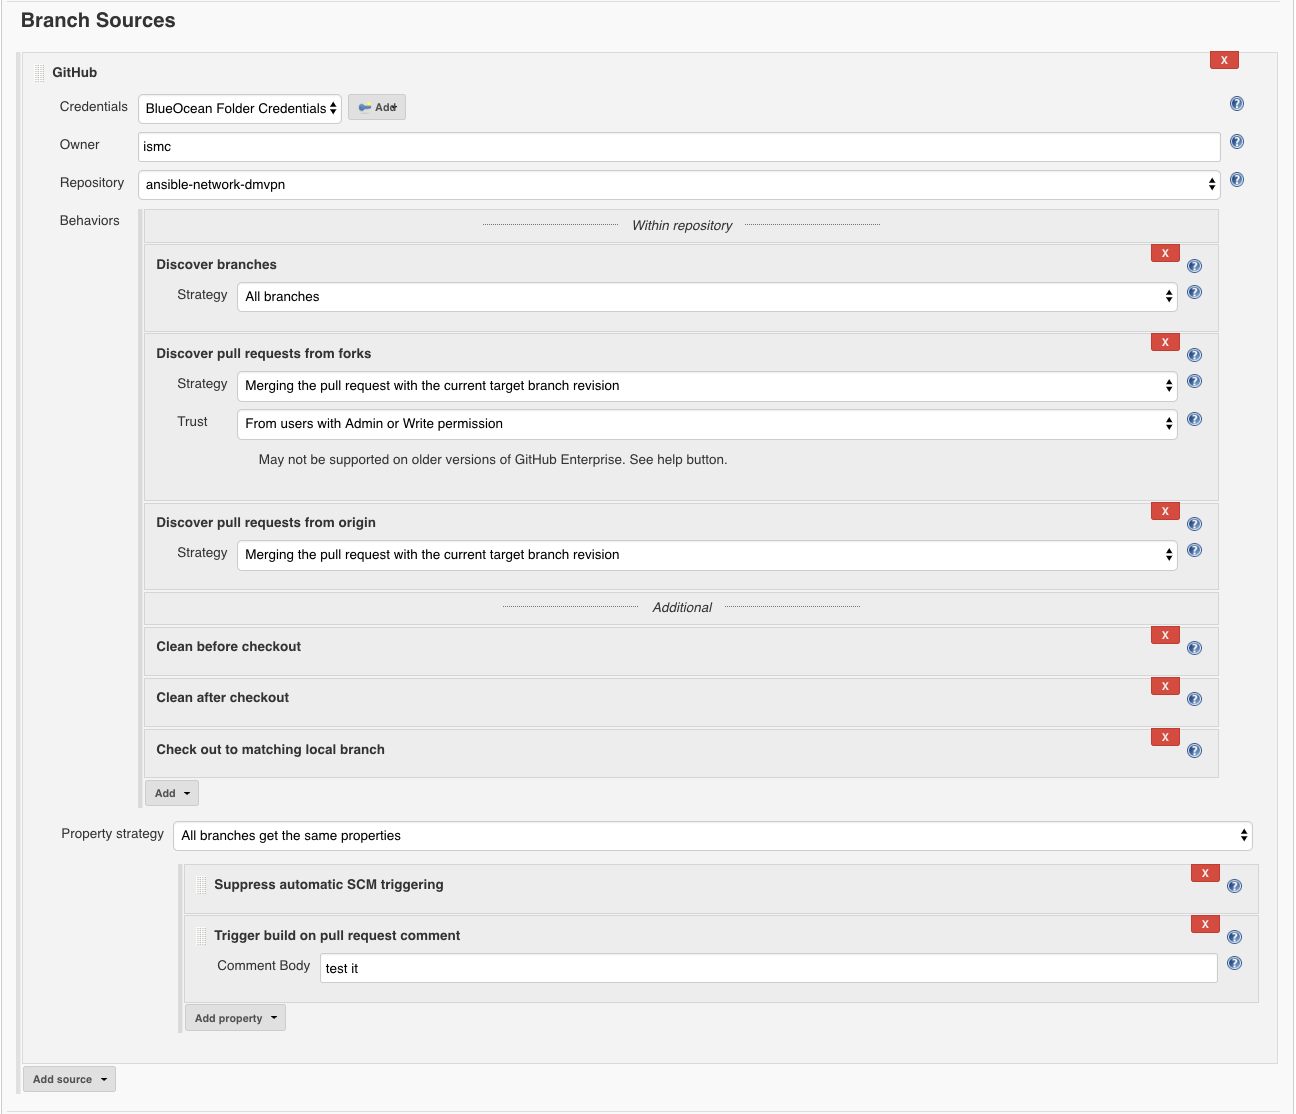 Branch Sources
X
GitHub
Credentials BlueOcean Folder Credentials Add
Owner ismc
Repository ansible-network-dmvpn
Behaviors
Within repository
X
Discover branches
Strategy All branches
X
Discover pull requests from forks
Strategy Merging the pull request with the current target branch revision
Trust From users with Admin or Write permission
May not be supported on older versions of GitHub Enterprise. See help button.
X
Discover pull requests from origin
Strategy Merging the pull request with the current target branch revision
Additional
X
Clean before checkout
X
Clean after checkout
X
Check out to matching local branch
Add
Property strategy All branches get the same properties
X
Suppress automatic SCM triggering
X
Trigger build on pull request comment
Comment Body test it
Add property
Add source